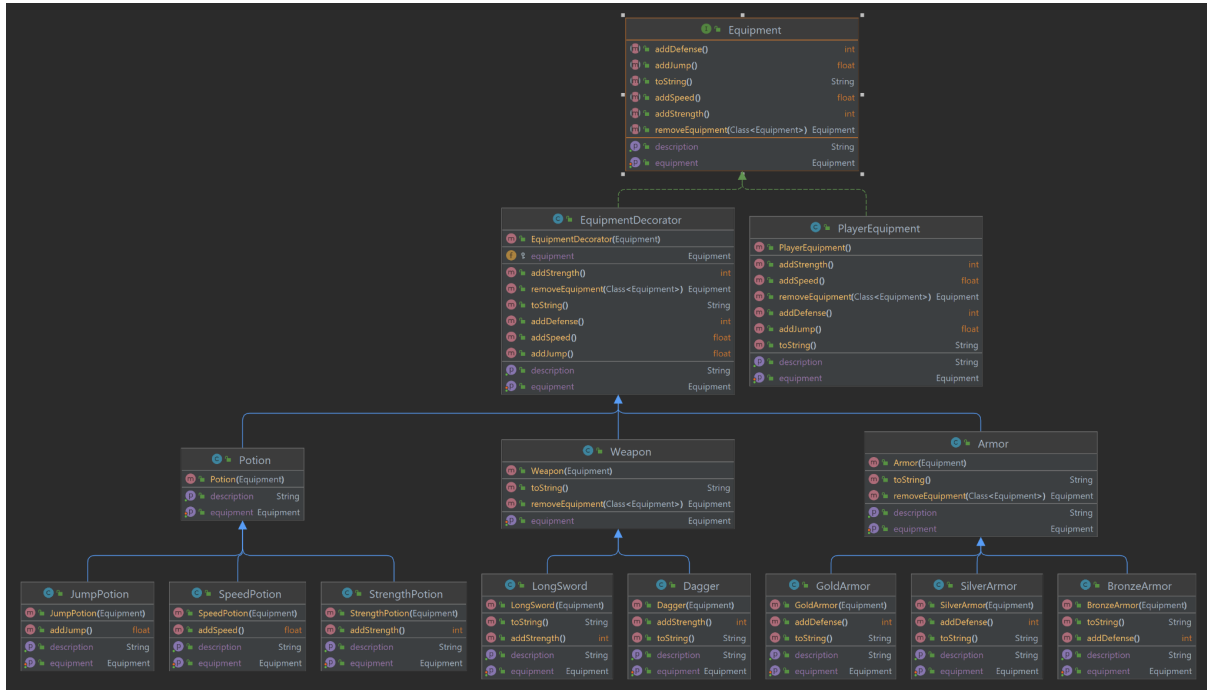 Equipment
addDefense() int
addJump() float
toString() String
addSpeed() float
addStrength() int
removeEquipment(Class<Equipment>) Equipment
description String
equipment Equipment
EquipmentDecorator
EquipmentDecorator(Equipment)
equipment Equipment
addStrength() int
removeEquipment(Class<Equipment>) Equipment
toString() String
addDefense() int
addSpeed() float
addJump() float
description String
equipment Equipment
PlayerEquipment
PlayerEquipment()
addStrength() int
addSpeed() float
removeEquipment(Class<Equipment>) Equipment
addDefense() int
addJump() float
toString() String
description String
equipment Equipment
Potion
Potion(Equipment)
description String
equipment Equipment
Weapon
Weapon(Equipment)
toString() String
removeEquipment(Class<Equipment>) Equipment
equipment Equipment
Armor
Armor(Equipment)
toString() String
removeEquipment(Class<Equipment>) Equipment
description String
equipment Equipment
JumpPotion
JumpPotion(Equipment)
addJump() float
description String
equipment Equipment
SpeedPotion
SpeedPotion(Equipment)
addSpeed() float
description String
equipment Equipment
StrengthPotion
StrengthPotion(Equipment)
addStrength() int
description String
equipment Equipment
LongSword
LongSword(Equipment)
toString() String
addStrength() int
description String
equipment Equipment
Dagger
Dagger(Equipment)
addStrength() int
toString() String
description String
equipment Equipment
GoldArmor
GoldArmor(Equipment)
addDefense() int
toString() String
description String
equipment Equipment
SilverArmor
SilverArmor(Equipment)
addDefense() int
toString() String
description String
equipment Equipment
BronzeArmor
BronzeArmor(Equipment)
toString() String
addDefense() int
description String
equipment Equipment